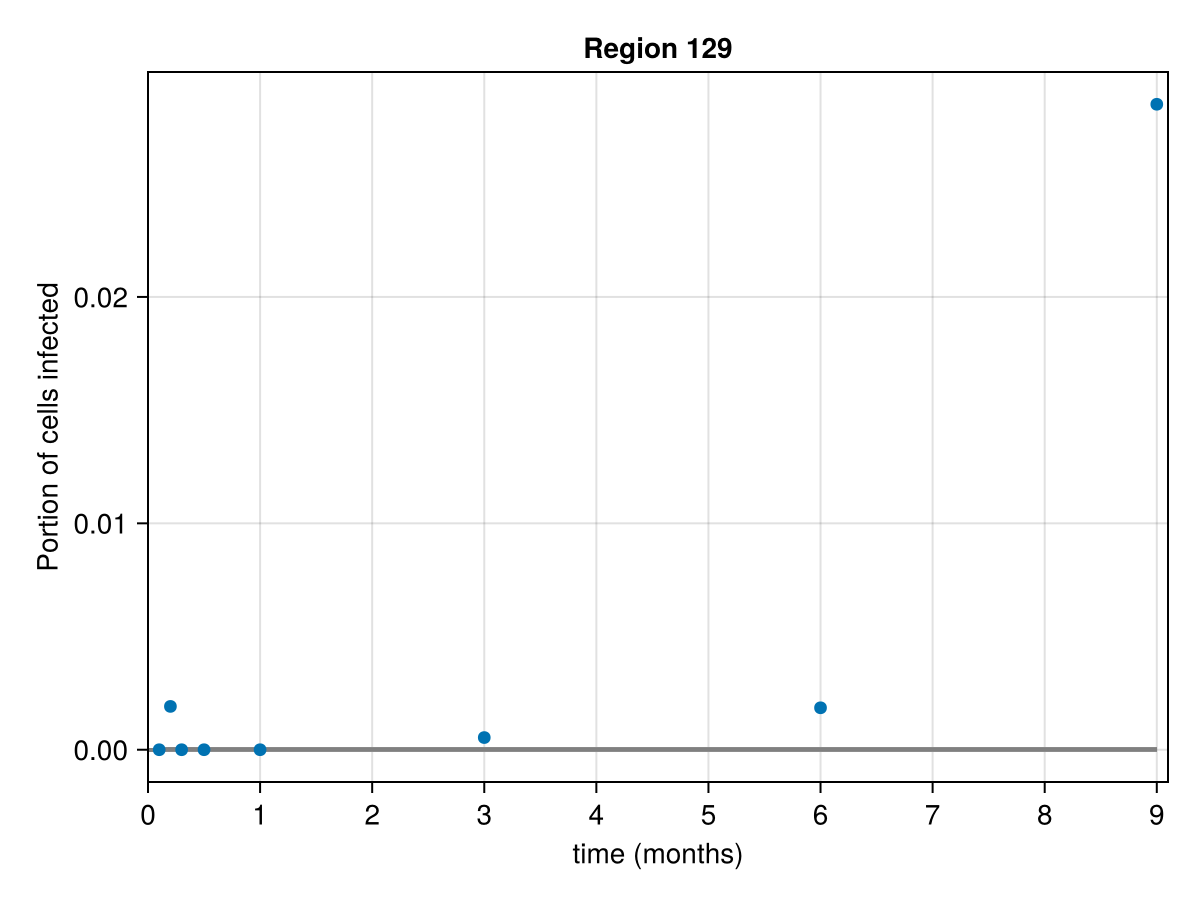 Region 129
Portion of cells infected
0.02
0.01
0.00
0 1 2 3 4 5 6 7 8 9
time (months)